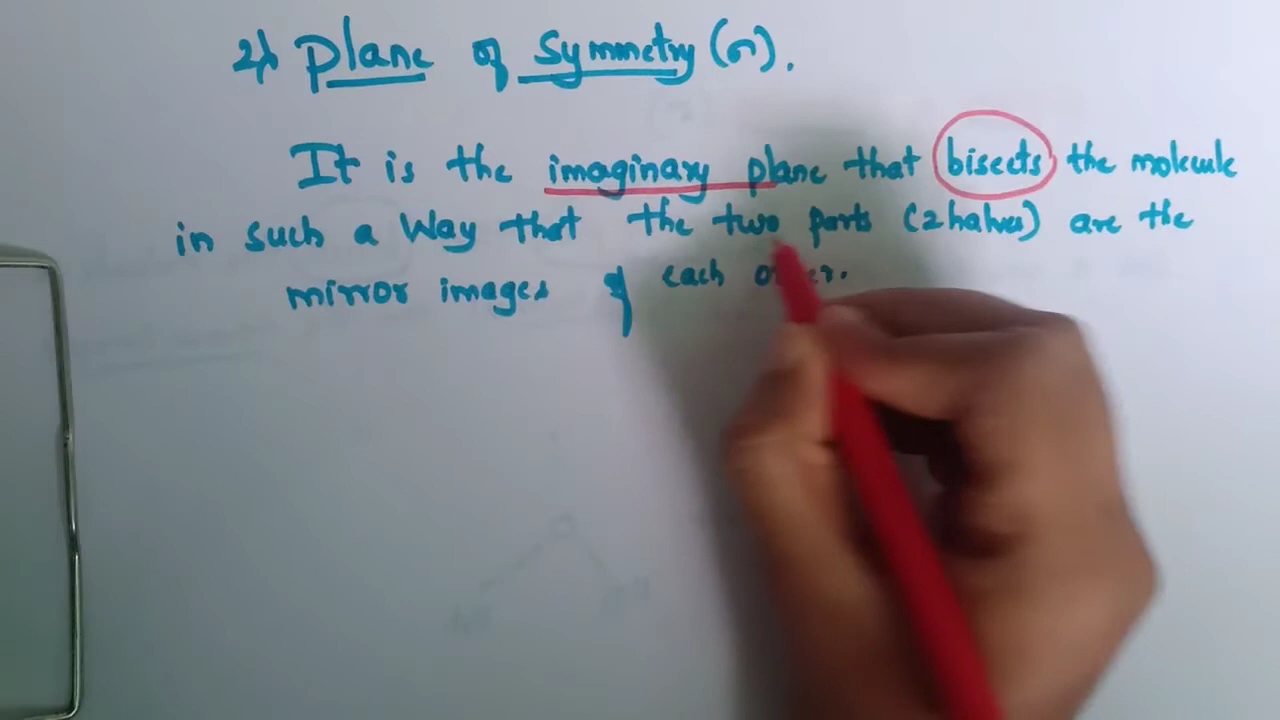 2) Plane of Symmetry (σ).
It is the imaginary plane that bisects the molecule
in such a way that the two parts (2 halves) are the
mirror images of each other.